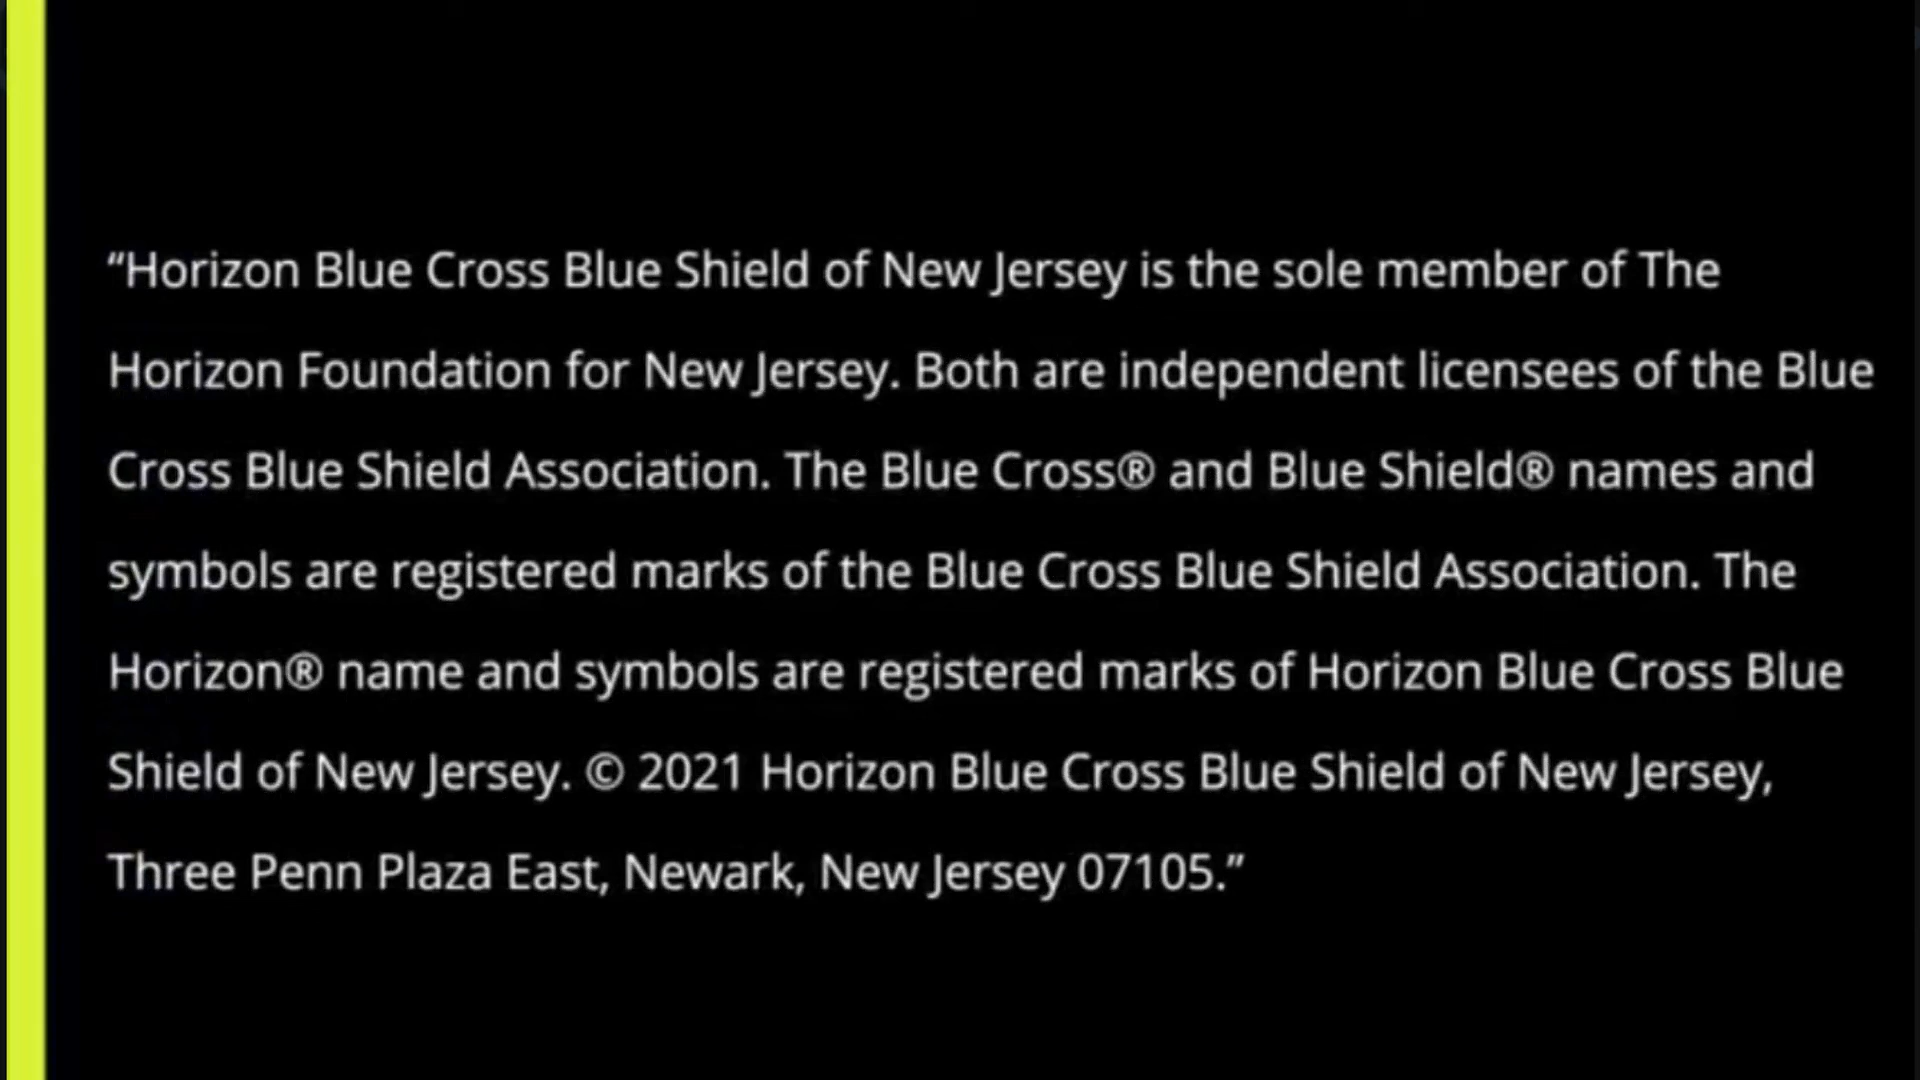 “Horizon Blue Cross Blue Shield of New Jersey is the sole member of The
Horizon Foundation for New Jersey. Both are independent licensees of the Blue
Cross Blue Shield Association. The Blue Cross® and Blue Shield® names and
symbols are registered marks of the Blue Cross Blue Shield Association. The
Horizon® name and symbols are registered marks of Horizon Blue Cross Blue
Shield of New Jersey. © 2021 Horizon Blue Cross Blue Shield of New Jersey,
Three Penn Plaza East, Newark, New Jersey 07105.”